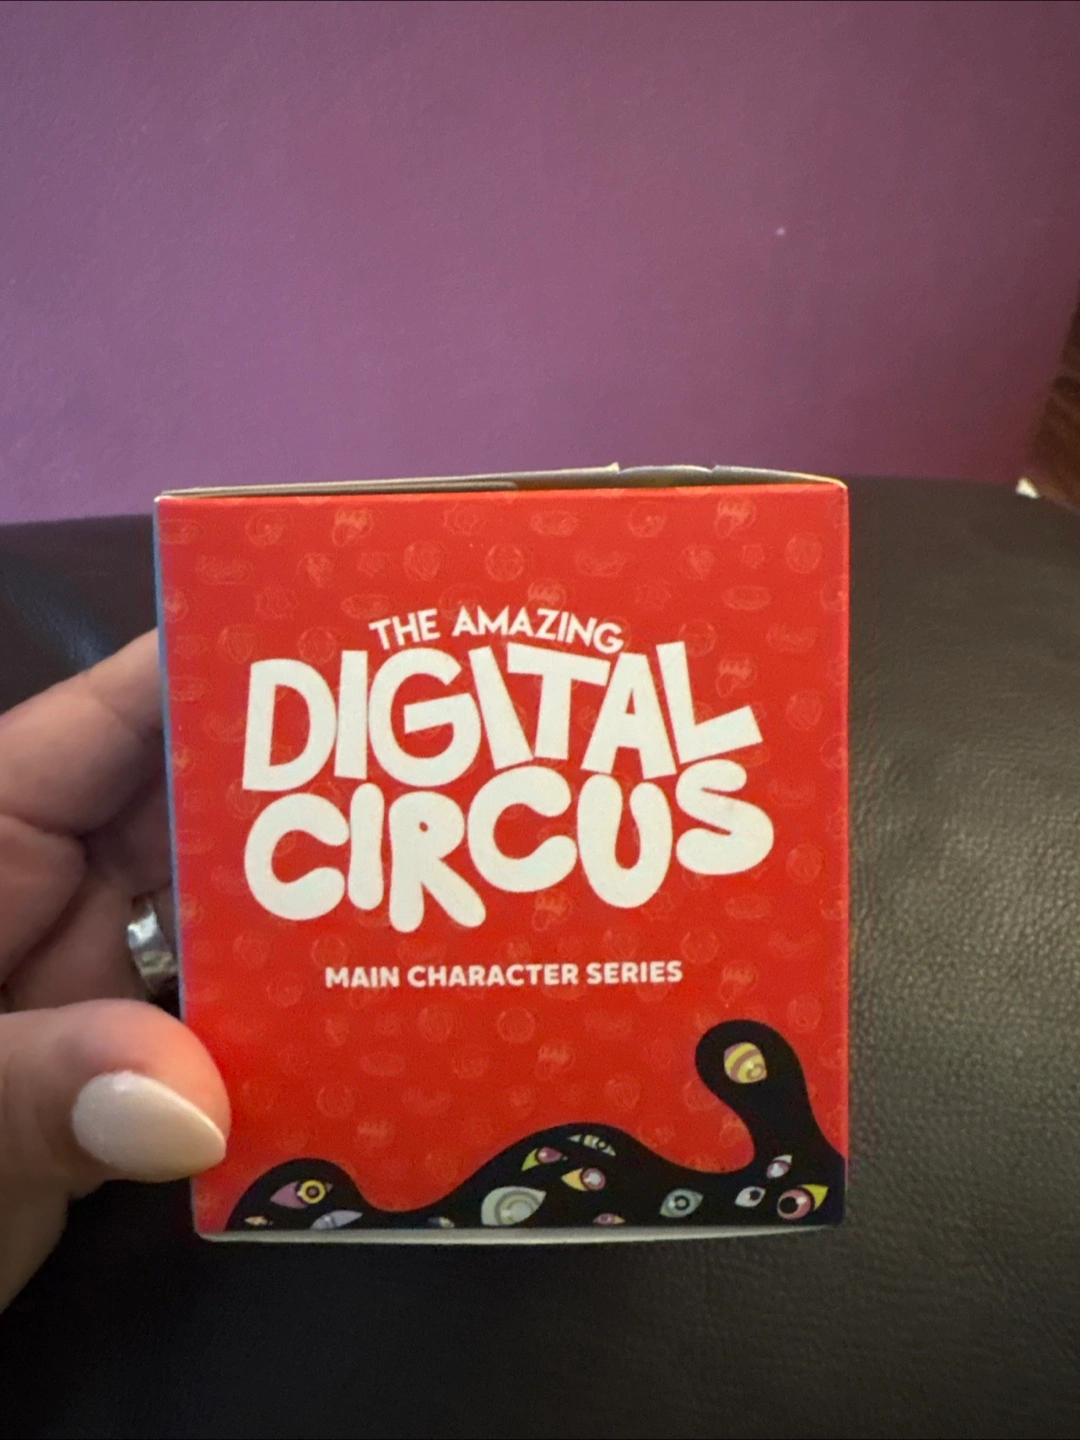 THE AMAZING
DIGITAL
CIRCUS
MAIN CHARACTER SERIES